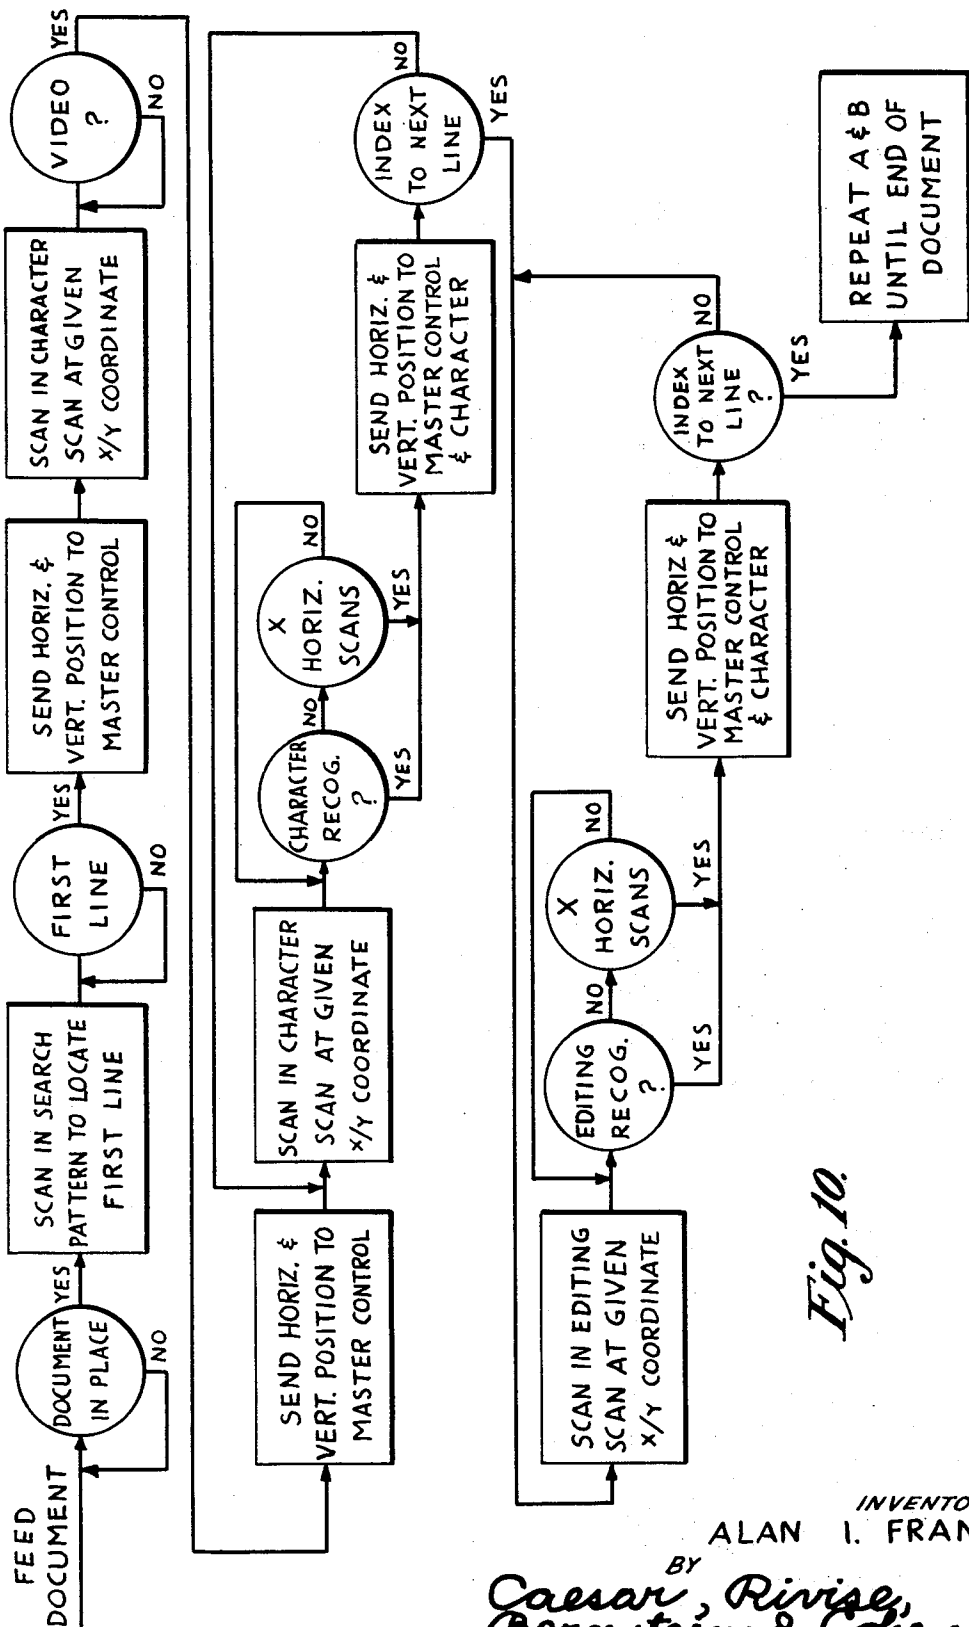 FEED
DOCUMENT
DOCUMENT
IN PLACE
YES
NO
SCAN IN SEARCH
PATTERN TO LOCATE
FIRST LINE
FIRST
LINE
YES
NO
SEND HORIZ. &
VERT. POSITION TO
MASTER CONTROL
SCAN IN CHARACTER
SCAN AT GIVEN
X/Y COORDINATE
VIDEO
?
YES
NO
SEND HORIZ. &
VERT. POSITION TO
MASTER CONTROL
SCAN IN CHARACTER
SCAN AT GIVEN
X/Y COORDINATE
CHARACTER
RECOG.
?
NO
YES
X
HORIZ.
SCANS
NO
YES
SEND HORIZ. &
VERT. POSITION TO
MASTER CONTROL
& CHARACTER
INDEX
TO NEXT
LINE
NO
YES
SCAN IN EDITING
SCAN AT GIVEN
X/Y COORDINATE
EDITING
RECOG.
?
NO
YES
X
HORIZ.
SCANS
NO
YES
SEND HORIZ &
VERT. POSITION TO
MASTER CONTROL
& CHARACTER
INDEX
TO NEXT
LINE
?
NO
YES
REPEAT A & B
UNTIL END OF
DOCUMENT
Fig. 10.
INVENTO
ALAN I. FRAN
BY
Caesar, Rivise,